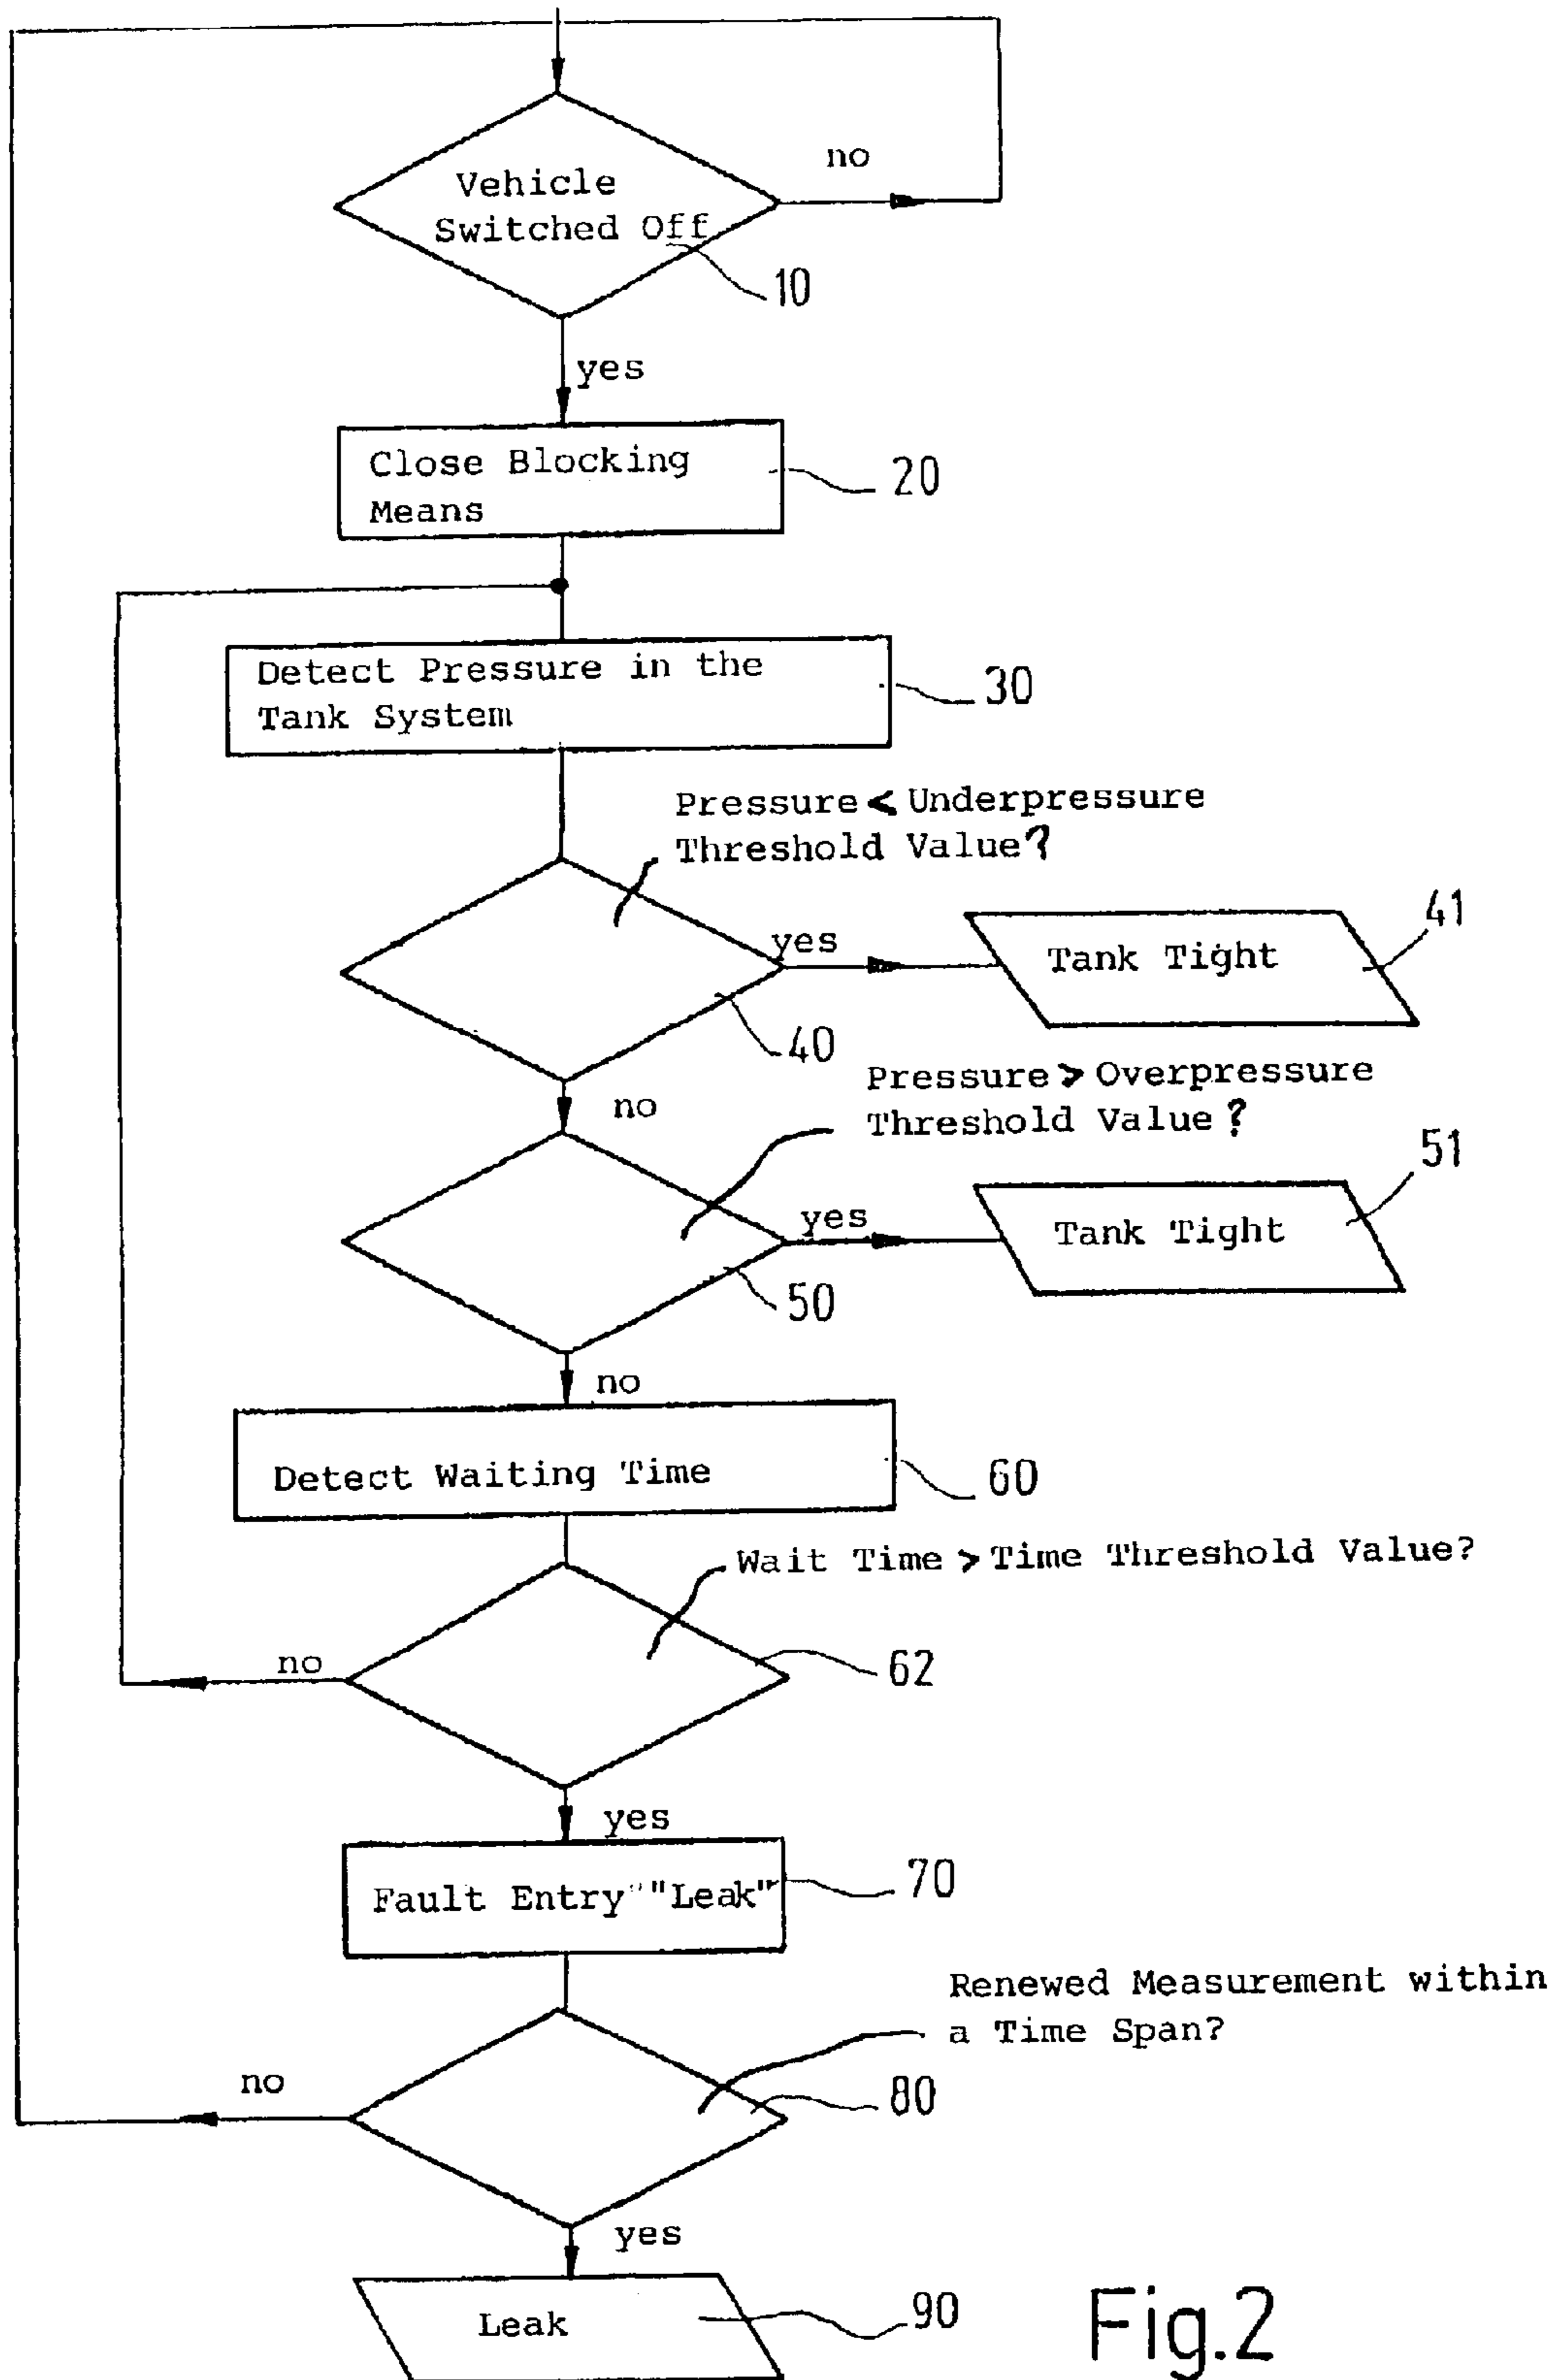 no
Vehicle
Switched Off
10
yes
Close Blocking
Means
20
Detect Pressure in the
Tank System
30
Pressure < Underpressure
Threshold Value?
yes
Tank Tight
41
40
no
Pressure > Overpressure
Threshold Value?
yes
Tank Tight
51
50
no
Detect Waiting Time
60
Wait Time > Time Threshold Value?
no
62
yes
Fault Entry ""Leak"
70
Renewed Measurement within
a Time Span?
no
80
yes
Leak
90
Fig.2